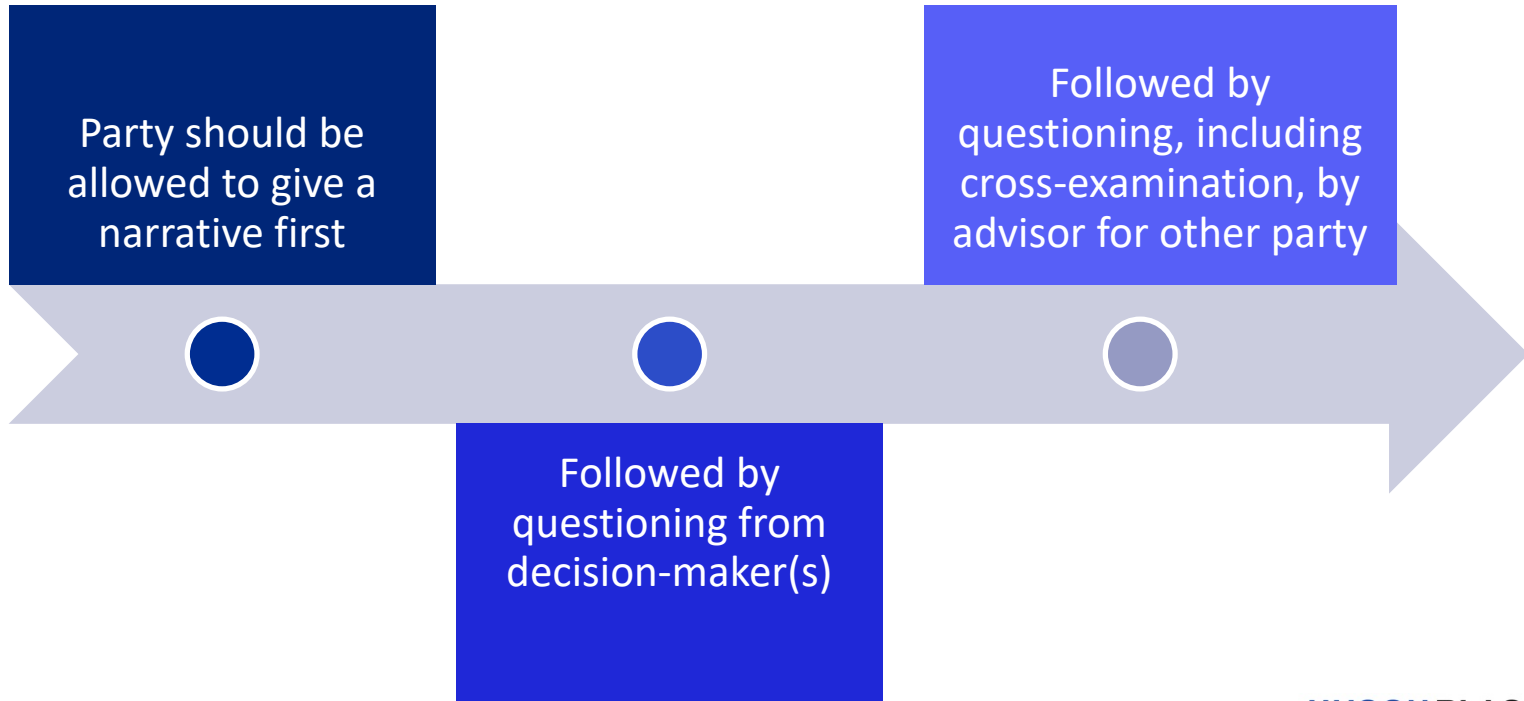 Party should be
allowed to give a
narrative first
Followed by
questioning from
decision-maker(s)
Followed by
questioning, including
cross-examination, by
advisor for other party